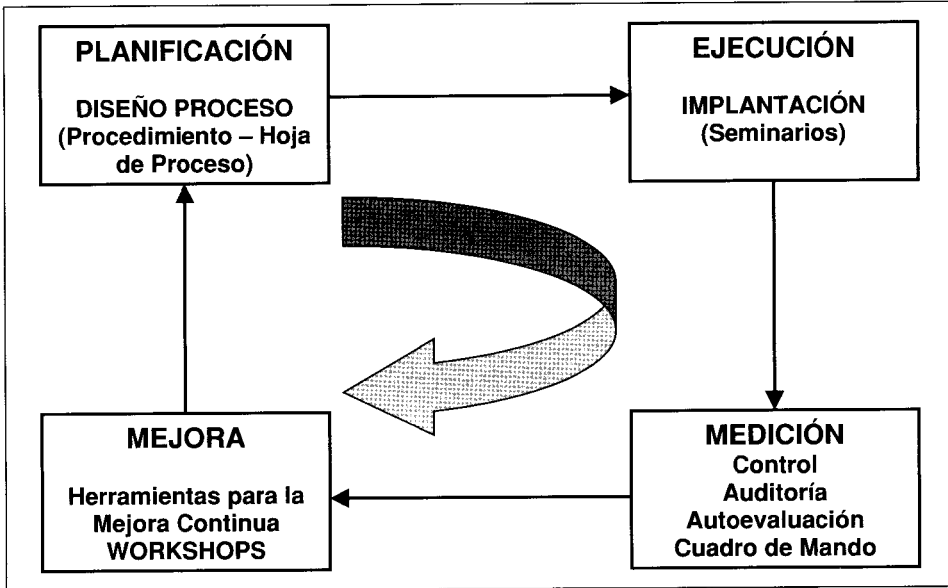 PLANIFICACIÓN
DISEÑO PROCESO
(Procedimiento – Hoja
de Proceso)
EJECUCIÓN
IMPLANTACIÓN
(Seminarios)
MEDICIÓN
Control
Auditoría
Autoevaluación
Cuadro de Mando
MEJORA
Herramientas para la
Mejora Continua
WORKSHOPS